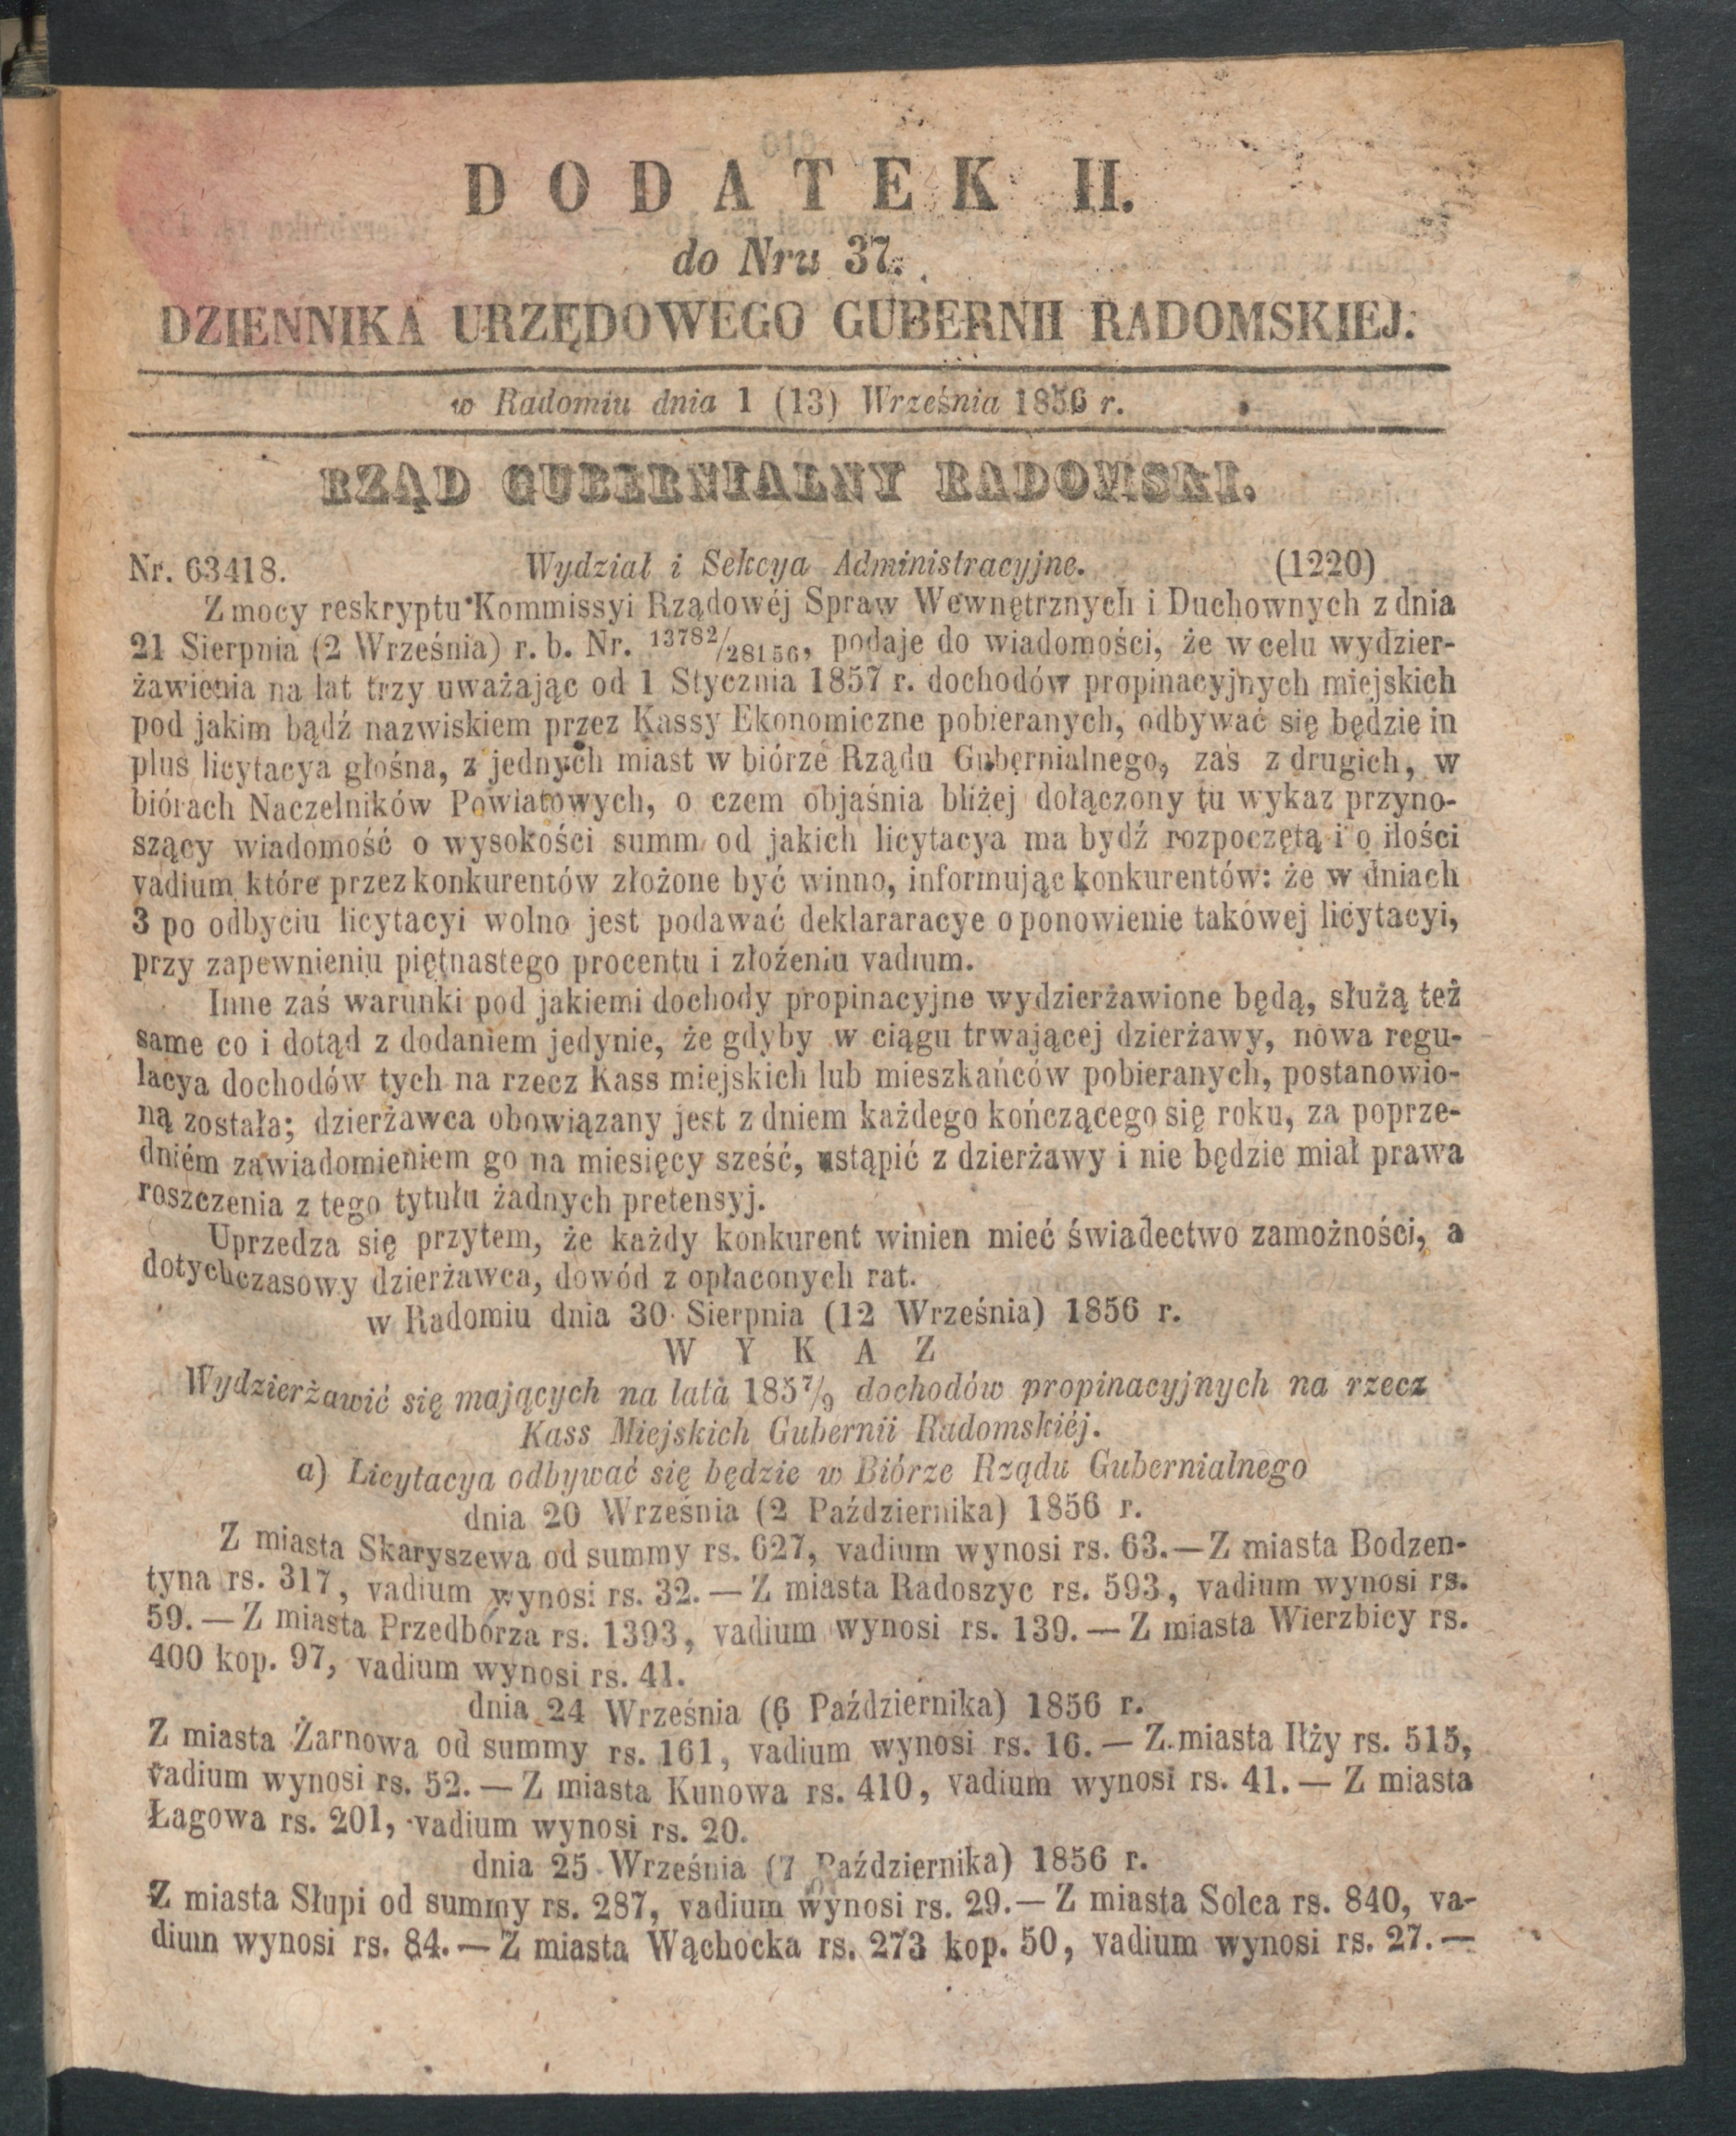 DODATEK II.
do Nru 37.
DZIENNIKA URZĘDOWEGO GUBERNII RADOMSKIEJ.
w Radomiu dnia 1 (13) Września 1856 r.
RZĄD GUBERNIALNY RADOMSKI.
Nr. 63418. Wydział i Sekcya Administracyjne. (1220)
Z mocy reskryptu Kommissyi Rządowéj Spraw Wewnętrznych i Duchownych z dnia
21 Sierpnia (2 Września) r. b. Nr. 13782/28156, podaje do wiadomości, że w celu wydzier-
żawienia na lat trzy uważając od 1 Stycznia 1857 r. dochodów propinacyjnych miejskich
pod jakim bądź nazwiskiem przez Kassy Ekonomiczne pobieranych, odbywać się będzie in
plus licytacya głośna, z jednych miast w biórze Rządu Gubernialnego, zaś z drugich, w
biórach Naczelników Powiatowych, o czem objaśnia bliżej dołączony tu wykaz przyno-
szący wiadomość o wysokości summ od jakich licytacya ma bydź rozpoczętą i o ilości
vadium które przez konkurentów złożone być winno, informując konkurentów: że w dniach
3 po odbyciu licytacyi wolno jest podawać deklararacye o ponowienie takówej licytacyi,
przy zapewnieniu piętnastego procentu i złożeniu vadium.
Inne zaś warunki pod jakiemi dochody propinacyjne wydzierżawione będą, służą też
same co i dotąd z dodaniem jedynie, że gdyby w ciągu trwającej dzierżawy, nowa regu-
lacya dochodów tych na rzecz Kass miejskich lub mieszkańców pobieranych, postanowio-
ną została; dzierżawca obowiązany jest z dniem każdego kończącego się roku, za poprze-
dniém zawiadomieniem go na miesięcy sześć, ustąpić z dzierżawy i nie będzie miał prawa
roszczenia z tego tytułu żadnych pretensyj.
Uprzedza się przytem, że każdy konkurent winien mieć świadectwo zamożności, a
dotychczasowy dzierżawca, dowód z opłaconych rat.
w Radomiu dnia 30 Sierpnia (12 Września) 1856 r.
WYKAZ
Wydzierżawić się mających na lata 1857/9 dochodów propinacyjnych na rzecz
Kass Miejskich Gubernii Radomskiéj.
a) Licytacya odbywać się będzie w Biórze Rządu Gubernialnego
dnia 20 Września (2 Października) 1856 r.
Z miasta Skaryszewa od summy rs. 627, vadium wynosi rs. 63.—Z miasta Bodzen-
tyna rs. 317, vadium wynosi rs. 32. — Z miasta Radoszyc rs. 593, vadium wynosi rs.
59. — Z miasta Przedborza rs. 1393, vadium wynosi rs. 139. — Z miasta Wierzbicy rs.
400 kop. 97, vadium wynosi rs. 41.
dnia 24 Września (6 Października) 1856 r.
Z miasta Żarnowa od summy rs. 161, vadium wynosi rs. 16. — Z miasta Iłży rs. 515,
vadium wynosi rs. 52. — Z miasta Kunowa rs. 410, vadium wynosi rs. 41. — Z miasta
Łagowa rs. 201, vadium wynosi rs. 20.
dnia 25 Września (7 Października) 1856 r.
Z miasta Słupi od summy rs. 287, vadium wynosi rs. 29.— Z miasta Solca rs. 840, va-
dium wynosi rs. 84. — Z miasta Wąchocka rs. 273 kop. 50, vadium wynosi rs. 27. —